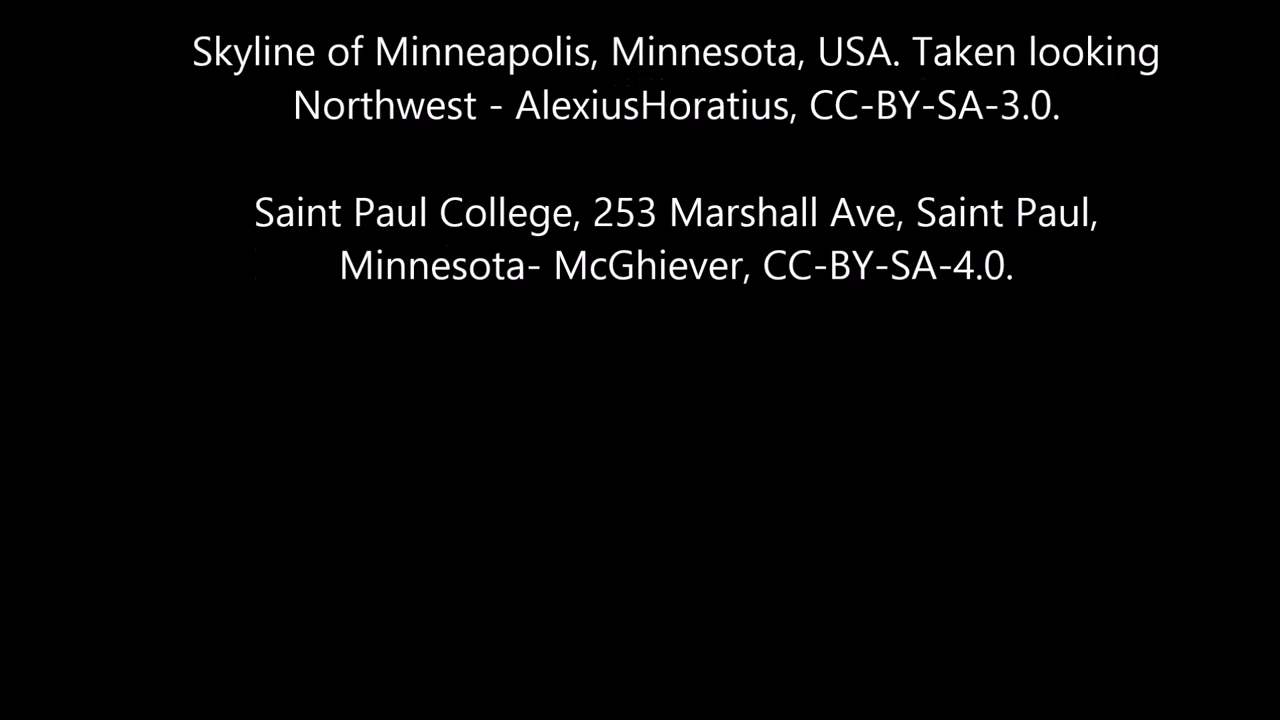 Skyline of Minneapolis, Minnesota, USA. Taken looking
Northwest - AlexiusHoratius, CC-BY-SA-3.0.
Saint Paul College, 253 Marshall Ave, Saint Paul,
Minnesota- McGhiever, CC-BY-SA-4.0.